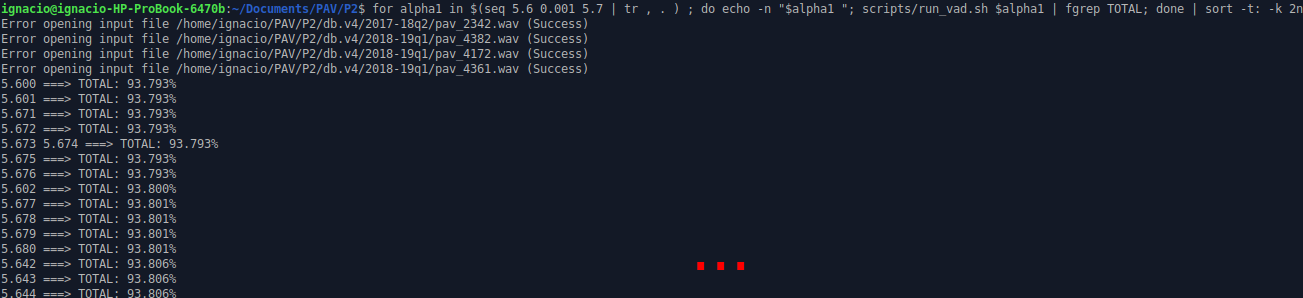 ignacio@ignacio-HP-ProBook-6470b:~/Documents/PAV/P2$ for alpha1 in $(seq 5.6 0.001 5.7 | tr , . ) ; do echo -n "$alpha1 "; scripts/run_vad.sh $alpha1 | fgrep TOTAL; done | sort -t: -k 2n
Error opening input file /home/ignacio/PAV/P2/db.v4/2017-18q2/pav_2342.wav (Success)
Error opening input file /home/ignacio/PAV/P2/db.v4/2018-19q1/pav_4382.wav (Success)
Error opening input file /home/ignacio/PAV/P2/db.v4/2018-19q1/pav_4172.wav (Success)
Error opening input file /home/ignacio/PAV/P2/db.v4/2018-19q1/pav_4361.wav (Success)
5.600 ===> TOTAL: 93.793%
5.601 ===> TOTAL: 93.793%
5.671 ===> TOTAL: 93.793%
5.672 ===> TOTAL: 93.793%
5.673 5.674 ===> TOTAL: 93.793%
5.675 ===> TOTAL: 93.793%
5.676 ===> TOTAL: 93.793%
5.602 ===> TOTAL: 93.800%
5.677 ===> TOTAL: 93.801%
5.678 ===> TOTAL: 93.801%
5.679 ===> TOTAL: 93.801%
5.680 ===> TOTAL: 93.801%
5.642 ===> TOTAL: 93.806%
...
5.643 ===> TOTAL: 93.806%
5.644 ===> TOTAL: 93.806%